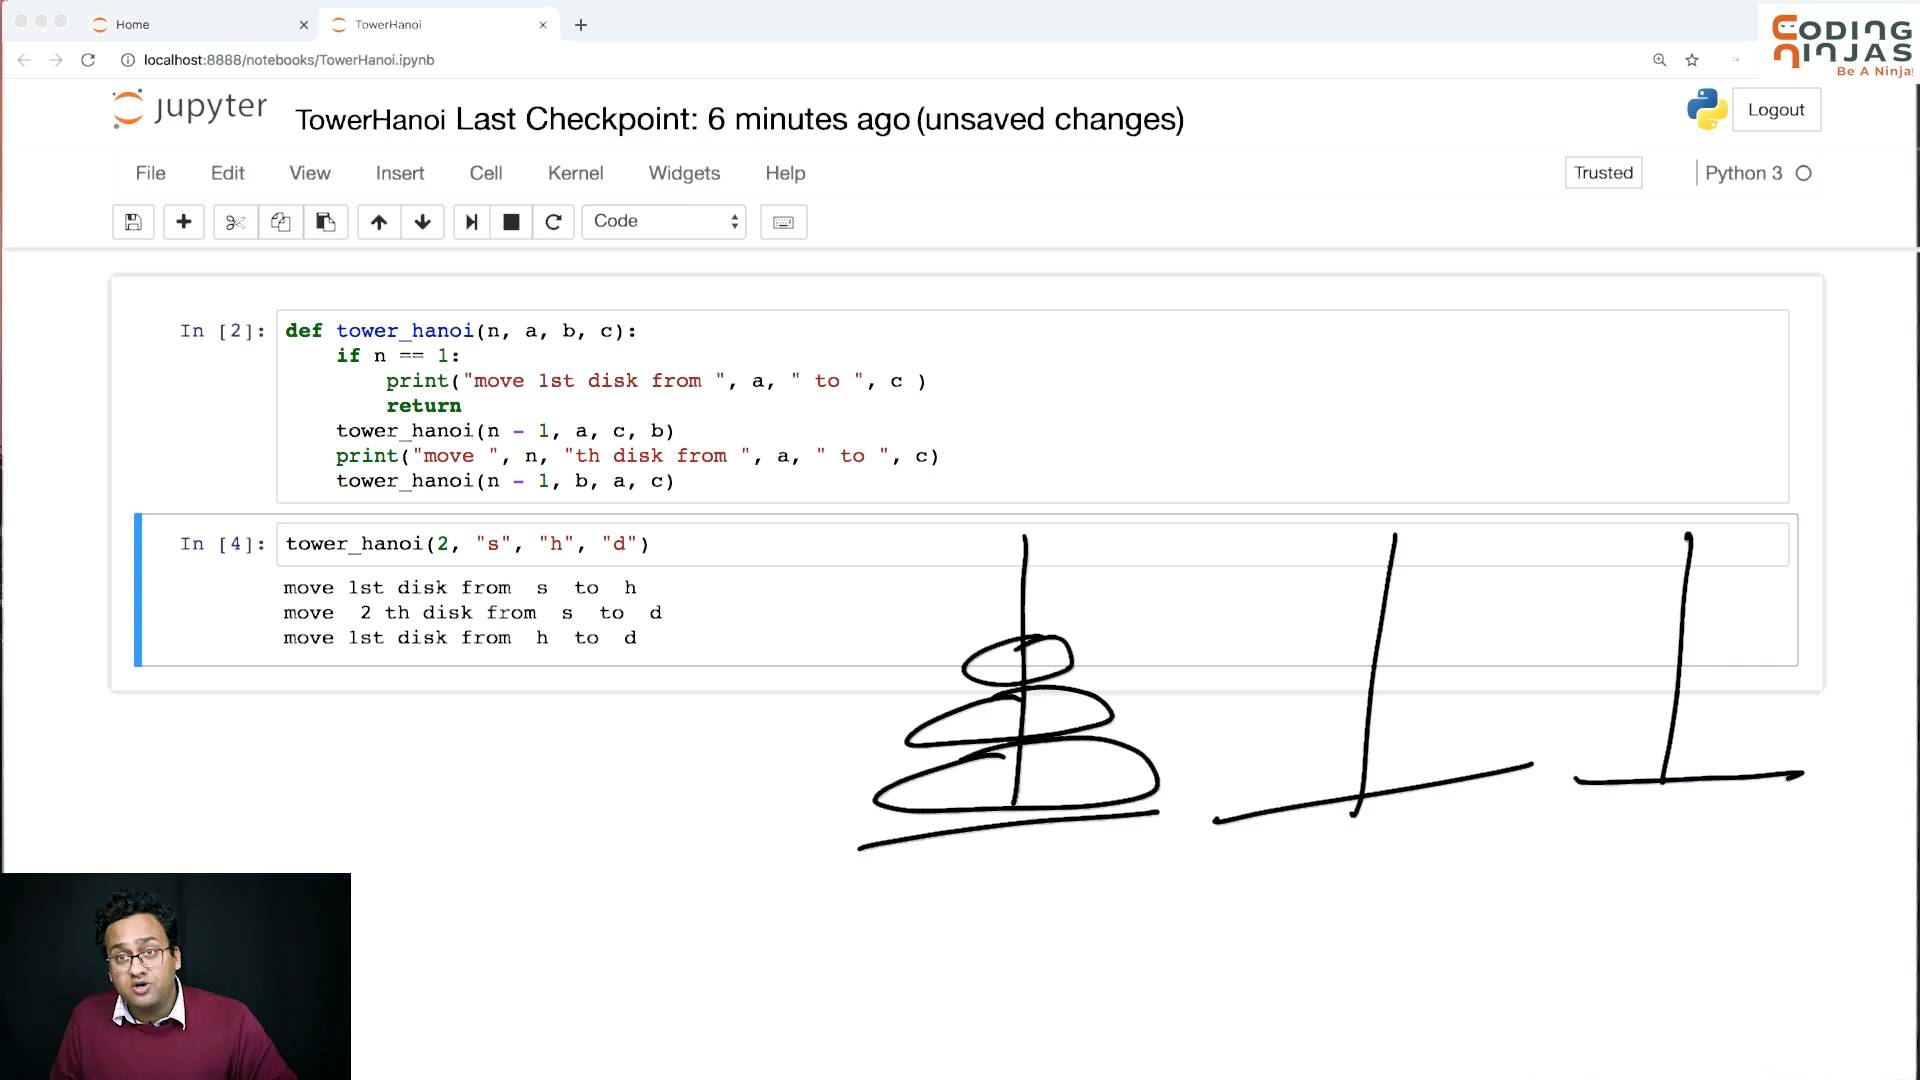 Home
TowerHanoi
CODING NINJAS
Be A Ninja!
localhost:8888/notebooks/TowerHanoi.ipynb
jupyter
TowerHanoi Last Checkpoint: 6 minutes ago (unsaved changes)
Logout
File Edit View Insert Cell Kernel Widgets Help
Trusted
Python 3
Code
In [2]:
def tower_hanoi(n, a, b, c):
if n == 1:
print("move 1st disk from ", a, " to ", c )
return
tower_hanoi(n - 1, a, c, b)
print("move ", n, "th disk from ", a, " to ", c)
tower_hanoi(n - 1, b, a, c)
In [4]:
tower_hanoi(2, "s", "h", "d")
move 1st disk from  s  to  h
move  2 th disk from  s  to  d
move 1st disk from  h  to  d